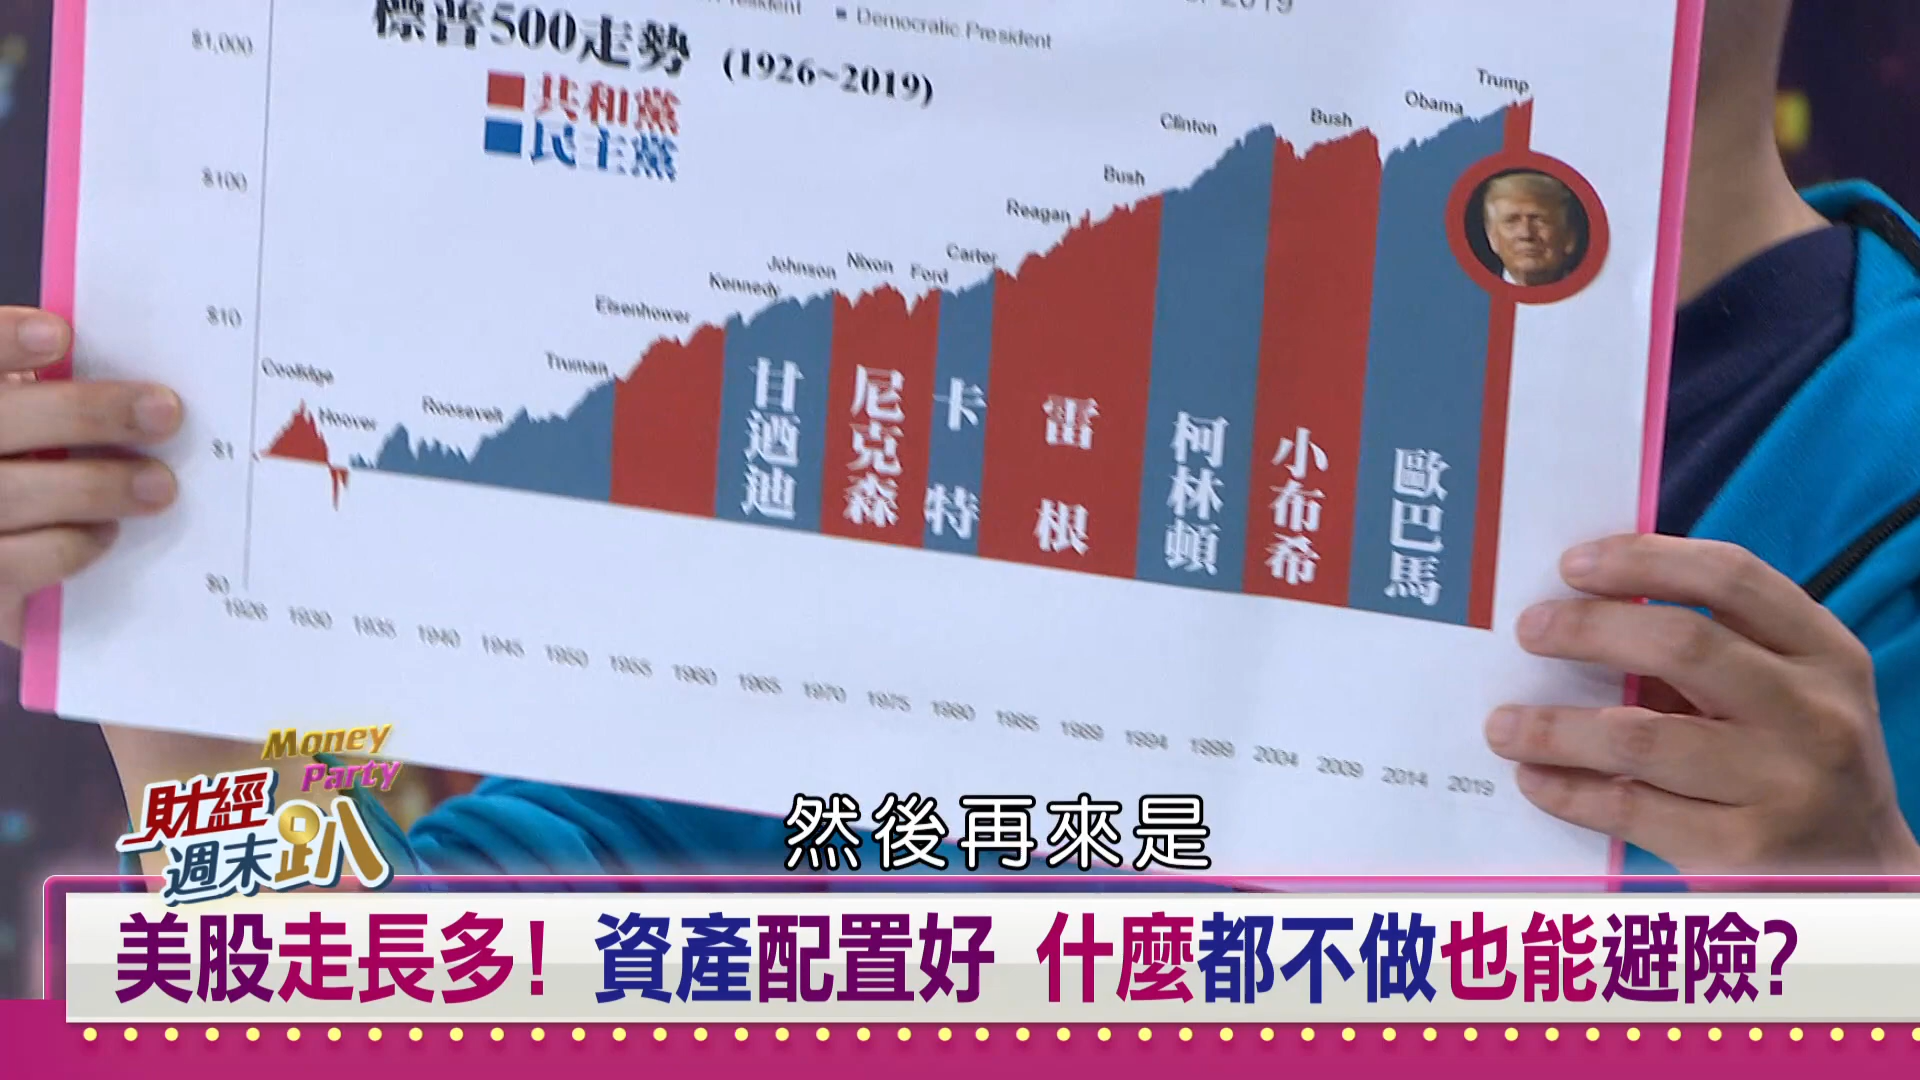 2019
Democratic President
標普500走勢 (1926~2019)
共和黨
民主黨
$1,000
$100
$10
$1
$0
Coolidge
Hoover
Roosevelt
Truman
Eisenhower
Kennedy
Johnson
Nixon
Ford
Carter
Reagan
Bush
Clinton
Bush
Obama
Trump
甘迺迪
尼克森
卡特
雷根
柯林頓
小布希
歐巴馬
1926 1930 1935 1940 1945 1950 1955 1960 1965 1970 1975 1980 1985 1989 1994 1999 2004 2009 2014 2019
Money
Party
財經
週末趴
然後再來是
美股走長多! 資產配置好 什麼都不做也能避險?